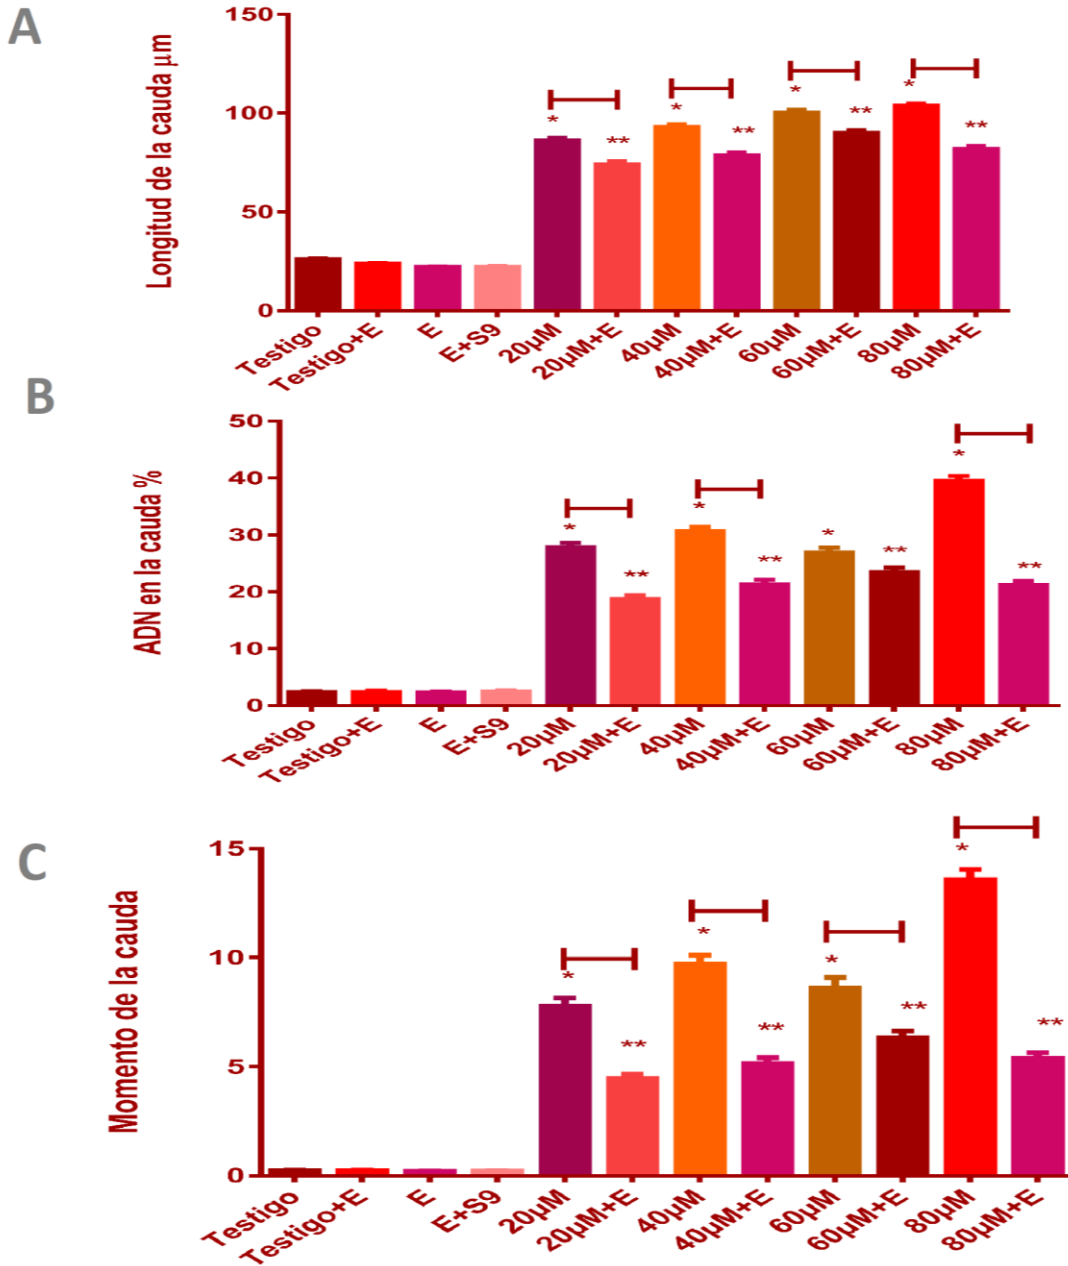 A
Longitud de la cauda µm
150
100
50
0
* ** * ** * ** * **
Testigo
Testigo+E
E
E+S9
20µM
20µM+E
40µM
40µM+E
60µM
60µM+E
80µM
80µM+E
B
ADN en la cauda %
50
40
30
20
10
0
* ** * ** * ** * **
Testigo
Testigo+E
E
E+S9
20µM
20µM+E
40µM
40µM+E
60µM
60µM+E
80µM
80µM+E
C
Momento de la cauda
15
10
5
0
* ** * ** * ** * **
Testigo
Testigo+E
E
E+S9
20µM
20µM+E
40µM
40µM+E
60µM
60µM+E
80µM
80µM+E